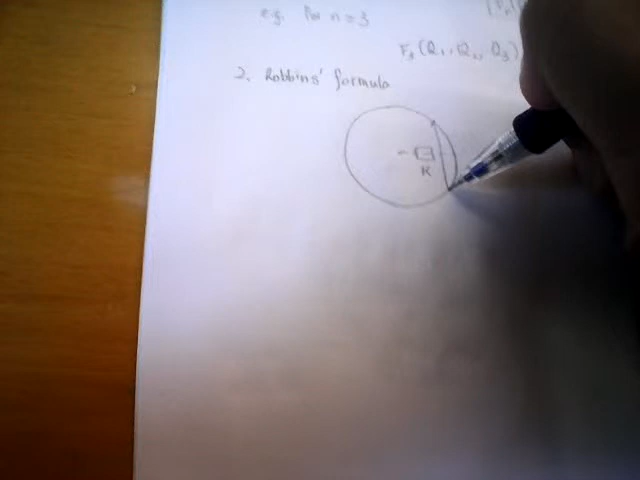 e.g. for n = 3
F₃ (Q₁, Q₂, Q₃)
2. Robbins' formula
K